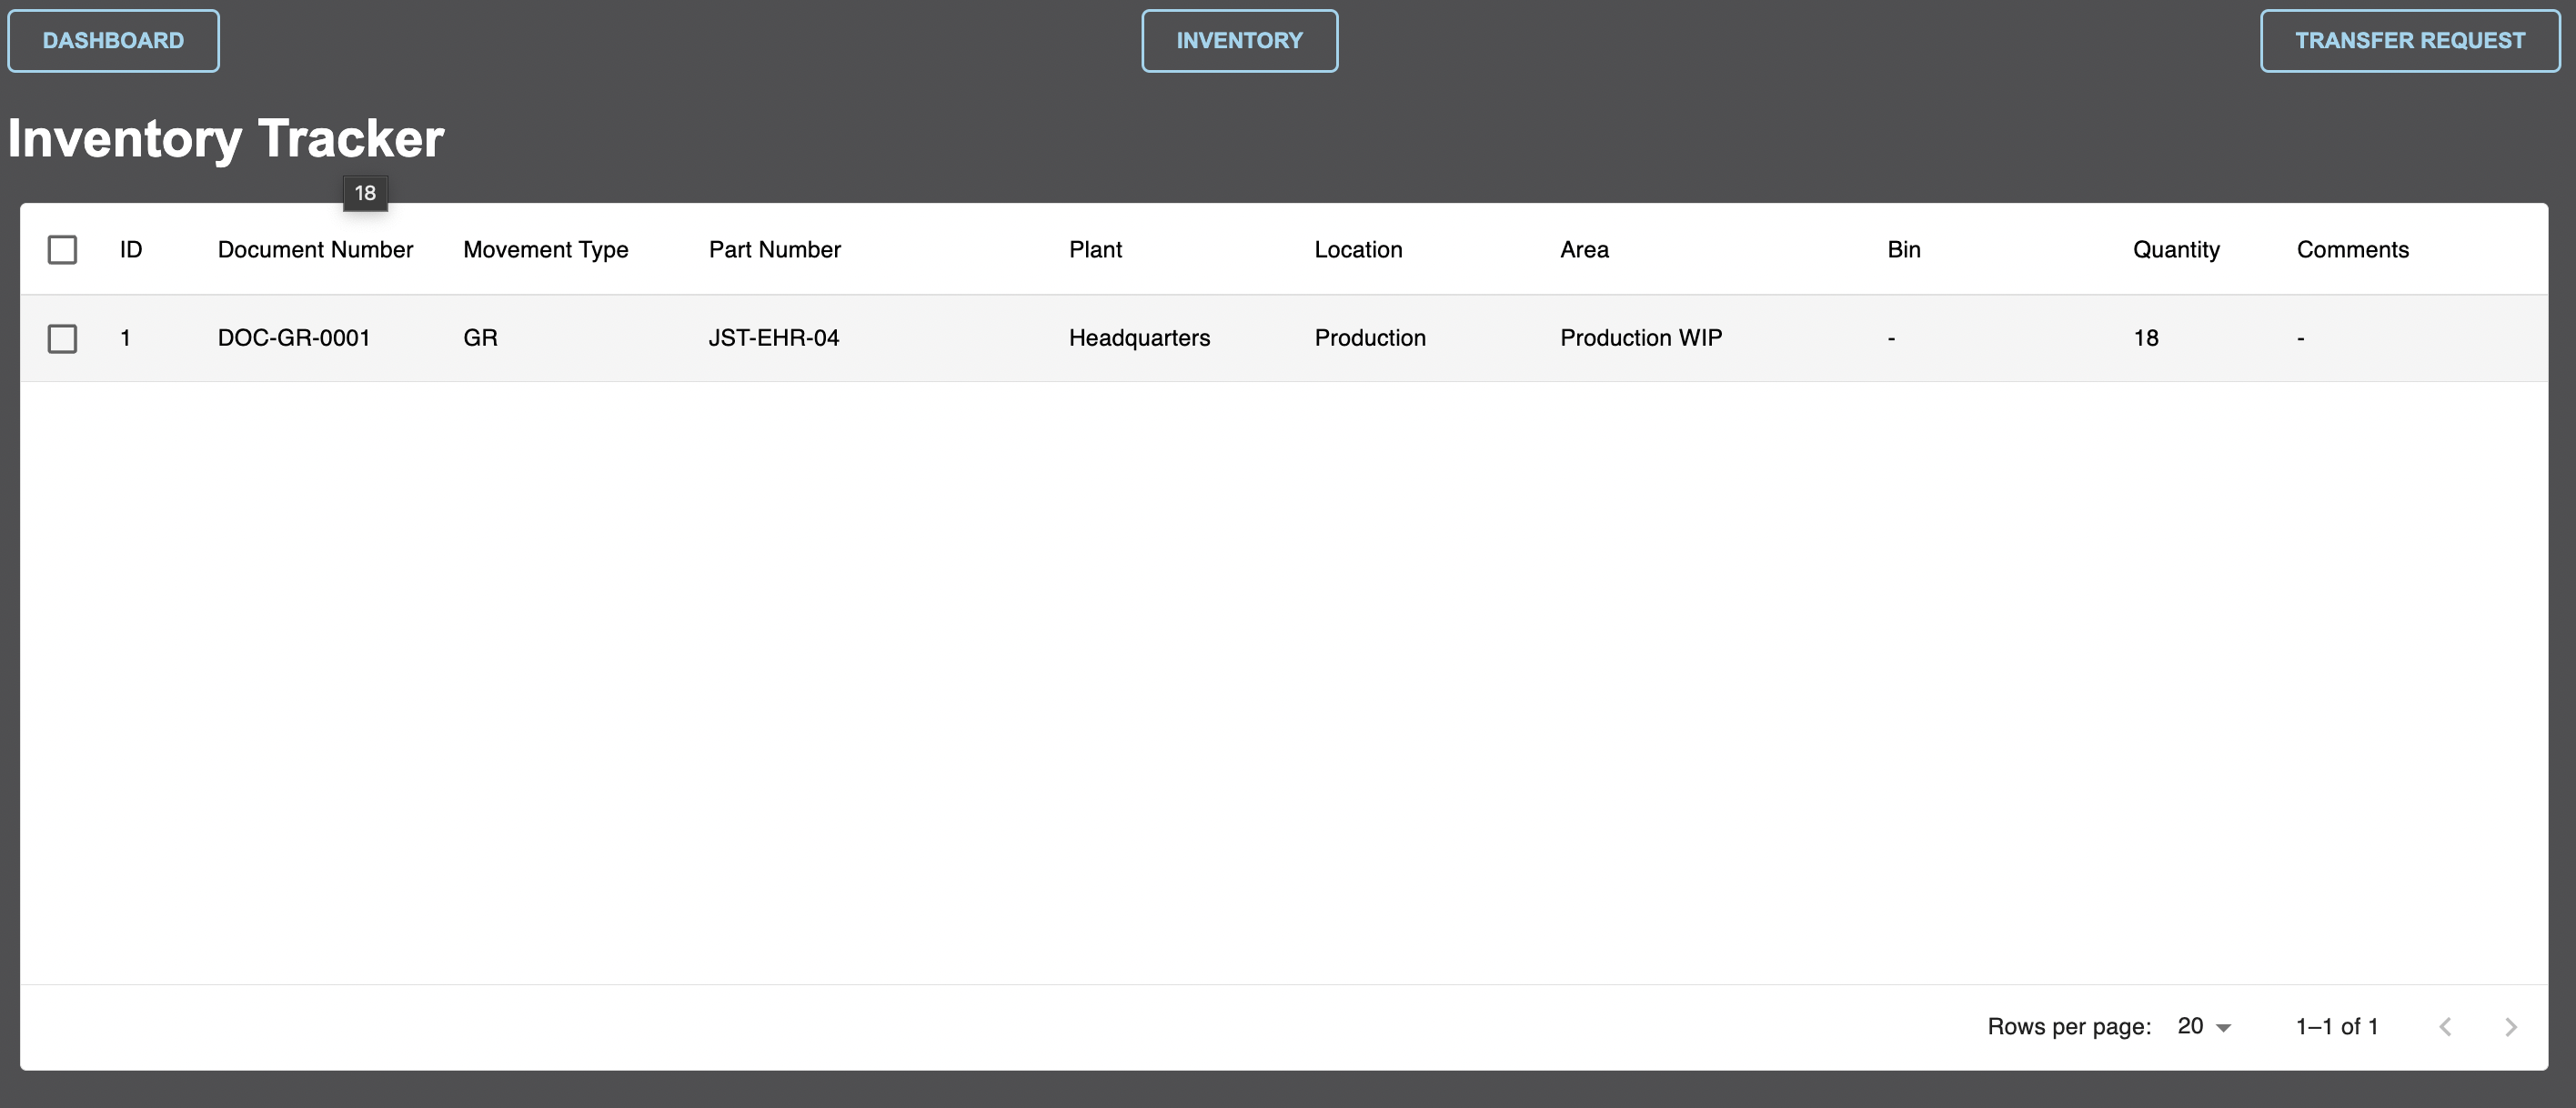 DASHBOARD INVENTORY TRANSFER REQUEST
Inventory Tracker
18
ID Document Number Movement Type Part Number Plant Location Area Bin Quantity Comments
1 DOC-GR-0001 GR JST-EHR-04 Headquarters Production Production WIP - 18 -
Rows per page: 20 1–1 of 1